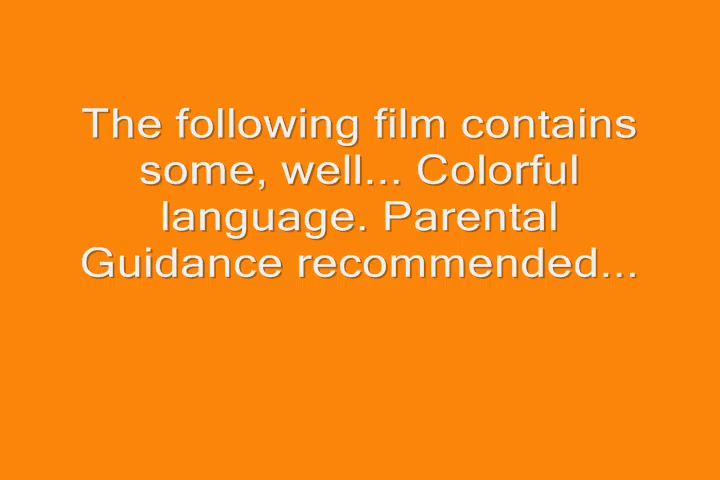 The following film contains
some, well... Colorful
language. Parental
Guidance recommended...